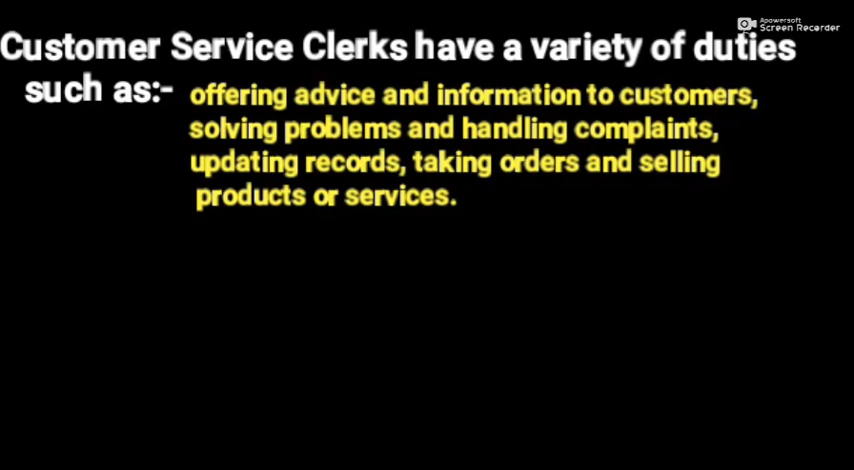 Apowersoft
Screen Recorder
Customer Service Clerks have a variety of duties
such as:- offering advice and information to customers,
solving problems and handling complaints,
updating records, taking orders and selling
products or services.